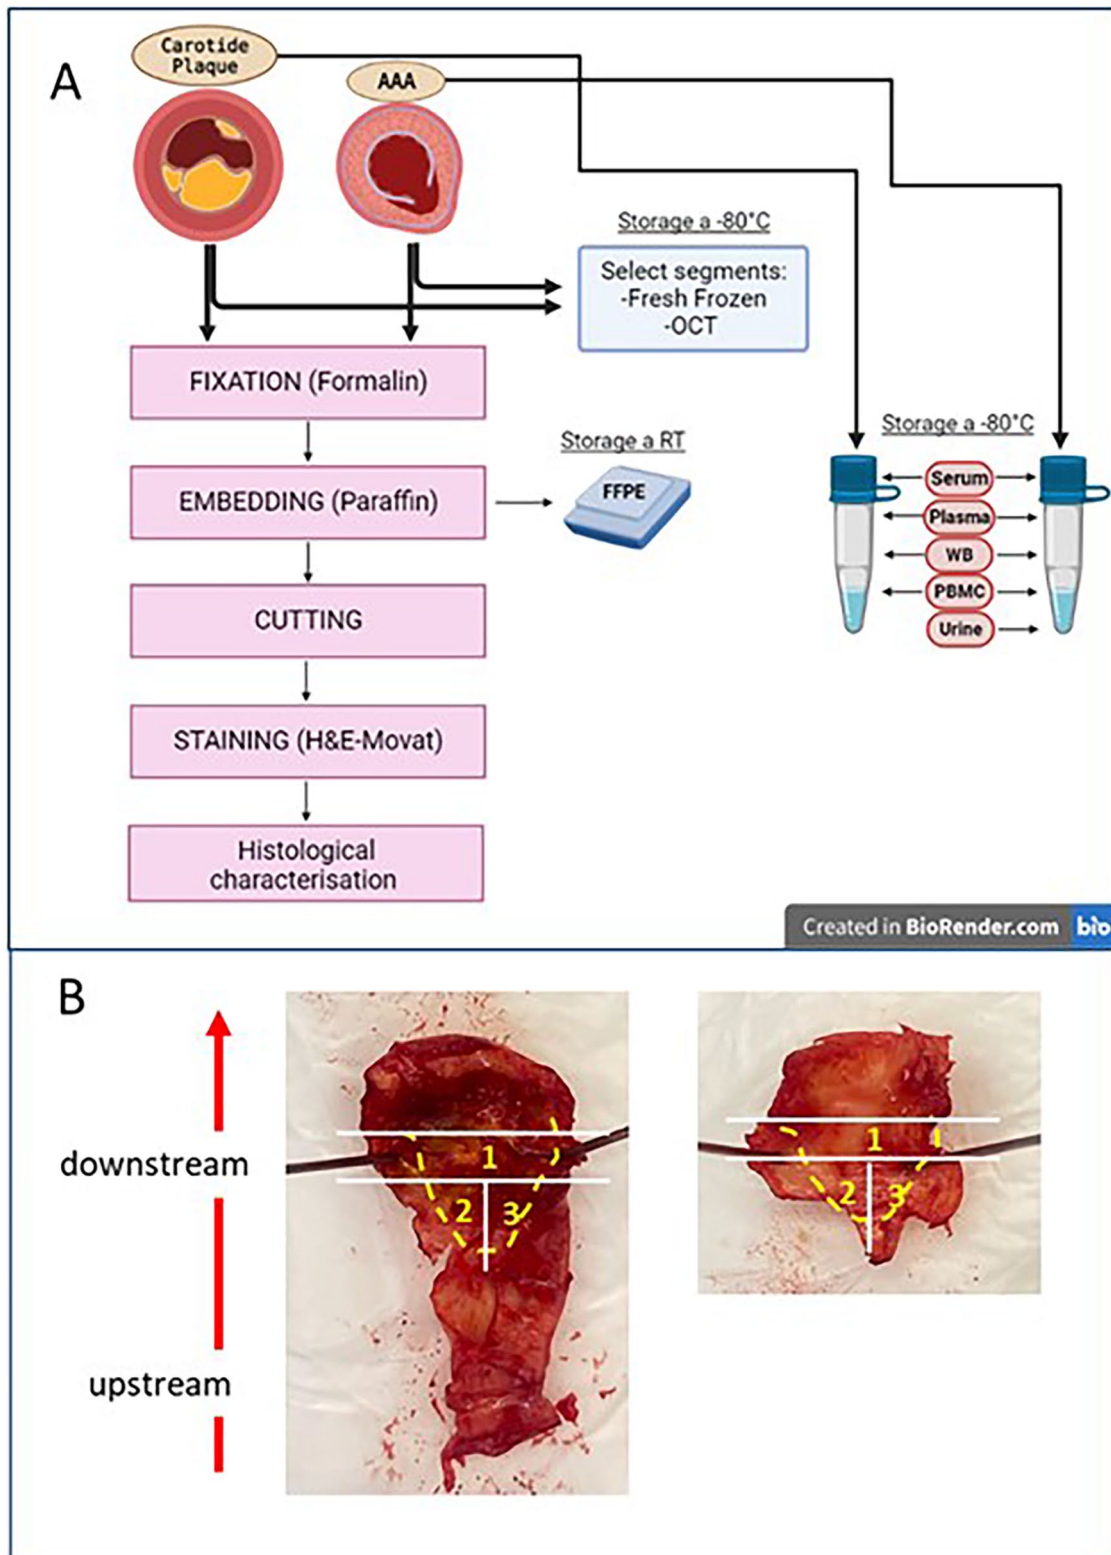 A
Carotide
Plaque
AAA
Storage a -80°C
Select segments:
-Fresh Frozen
-OCT
FIXATION (Formalin)
Storage a RT
EMBEDDING (Paraffin)
FFPE
CUTTING
STAINING (H&E-Movat)
Histological
characterisation
Storage a -80°C
Serum
Plasma
WB
PBMC
Urine
Created in BioRender.com bio
B
downstream
upstream
1
2 3
1
2 3